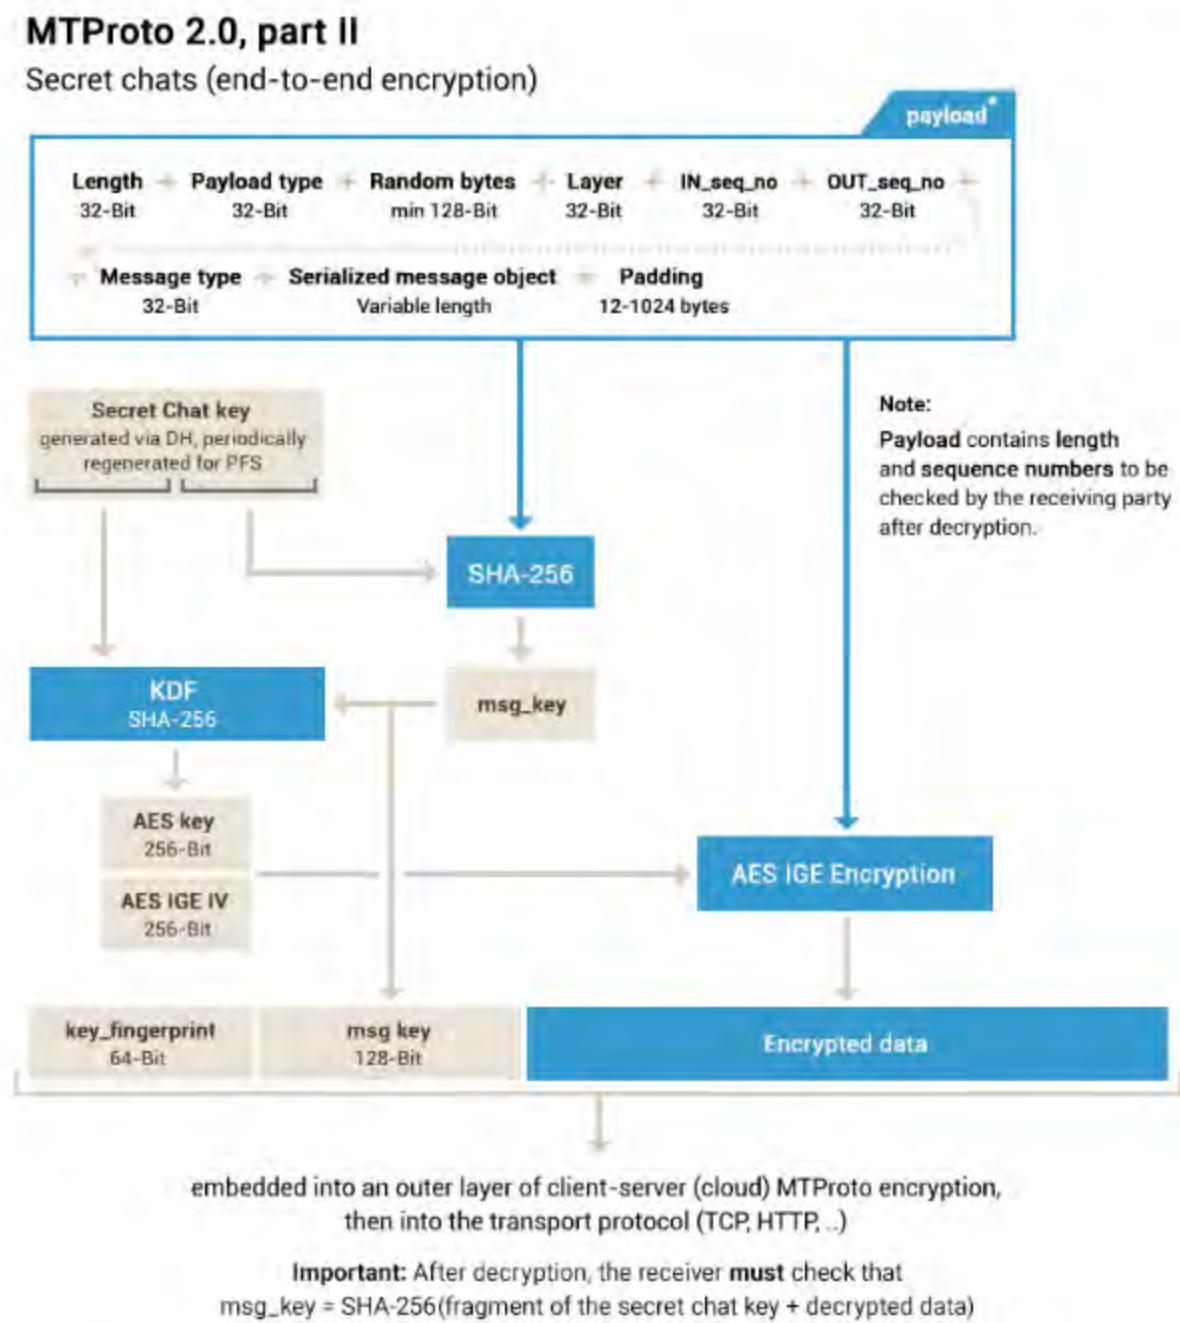 MTProto 2.0, part II
Secret chats (end-to-end encryption)
payload*
Length + Payload type + Random bytes + Layer + IN_seq_no + OUT_seq_no +
32-Bit 32-Bit min 128-Bit 32-Bit 32-Bit 32-Bit
+ Message type + Serialized message object + Padding
32-Bit Variable length 12-1024 bytes
Secret Chat key
generated via DH, periodically
regenerated for PFS
Note:
Payload contains length
and sequence numbers to be
checked by the receiving party
after decryption.
SHA-256
KDF
SHA-256
msg_key
AES key
256-Bit
AES IGE IV
256-Bit
AES IGE Encryption
key_fingerprint
64-Bit
msg key
128-Bit
Encrypted data
embedded into an outer layer of client-server (cloud) MTProto encryption,
then into the transport protocol (TCP, HTTP, ..)
Important: After decryption, the receiver must check that
msg_key = SHA-256(fragment of the secret chat key + decrypted data)